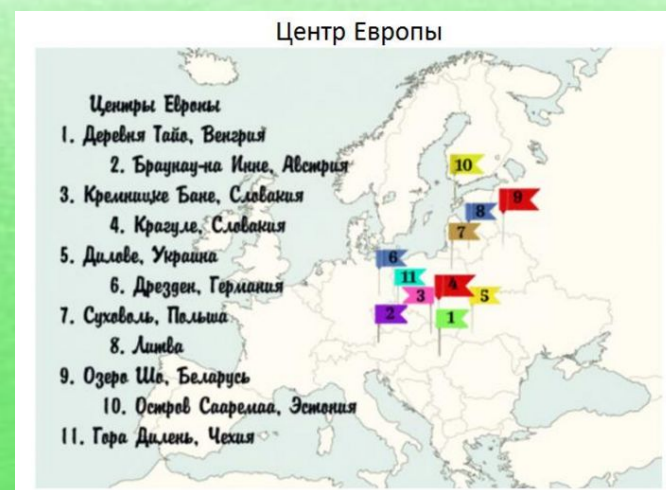 Центр Европы
Центры Европы
1. Деревня Тайо, Венгрия
2. Браунау-на Инне, Австрия
3. Кремницке Бане, Словакия
4. Крагуле, Словакия
5. Дилове, Украина
6. Дрезден, Германия
7. Суховоль, Польша
8. Литва
9. Озеро Шо, Беларусь
10. Остров Сааремаа, Эстония
11. Гора Дилень, Чехия
10
9
8
7
6
11
4
3
5
2
1